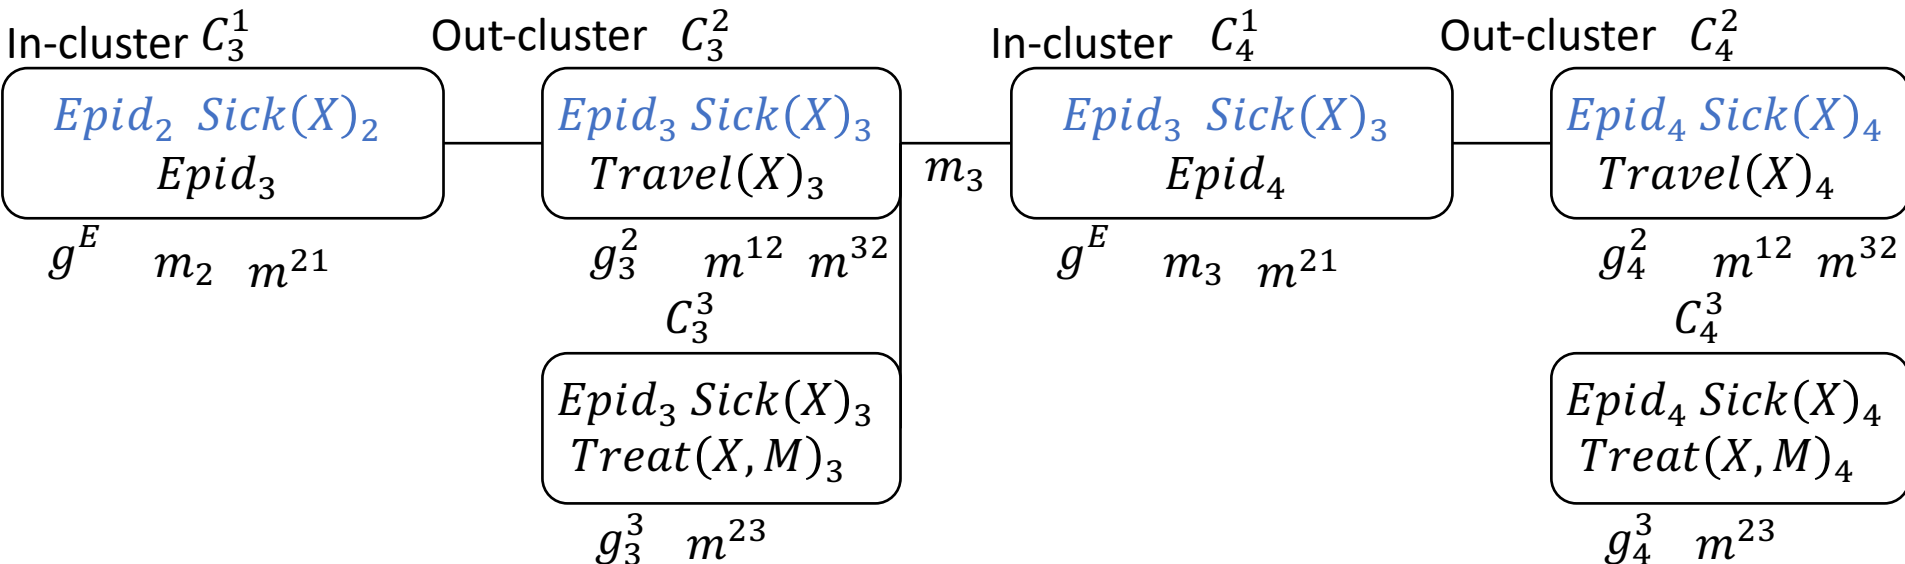 In-cluster C_3^1
Out-cluster C_3^2
In-cluster C_4^1
Out-cluster C_4^2
Epid_2 Sick(X)_2
Epid_3
Epid_3 Sick(X)_3
Travel(X)_3
m_3
Epid_3 Sick(X)_3
Epid_4
Epid_4 Sick(X)_4
Travel(X)_4
g^E m_2 m^{21}
g_3^2 m^{12} m^{32}
g^E m_3 m^{21}
g_4^2 m^{12} m^{32}
C_3^3
C_4^3
Epid_3 Sick(X)_3
Treat(X, M)_3
Epid_4 Sick(X)_4
Treat(X, M)_4
g_3^3 m^{23}
g_4^3 m^{23}